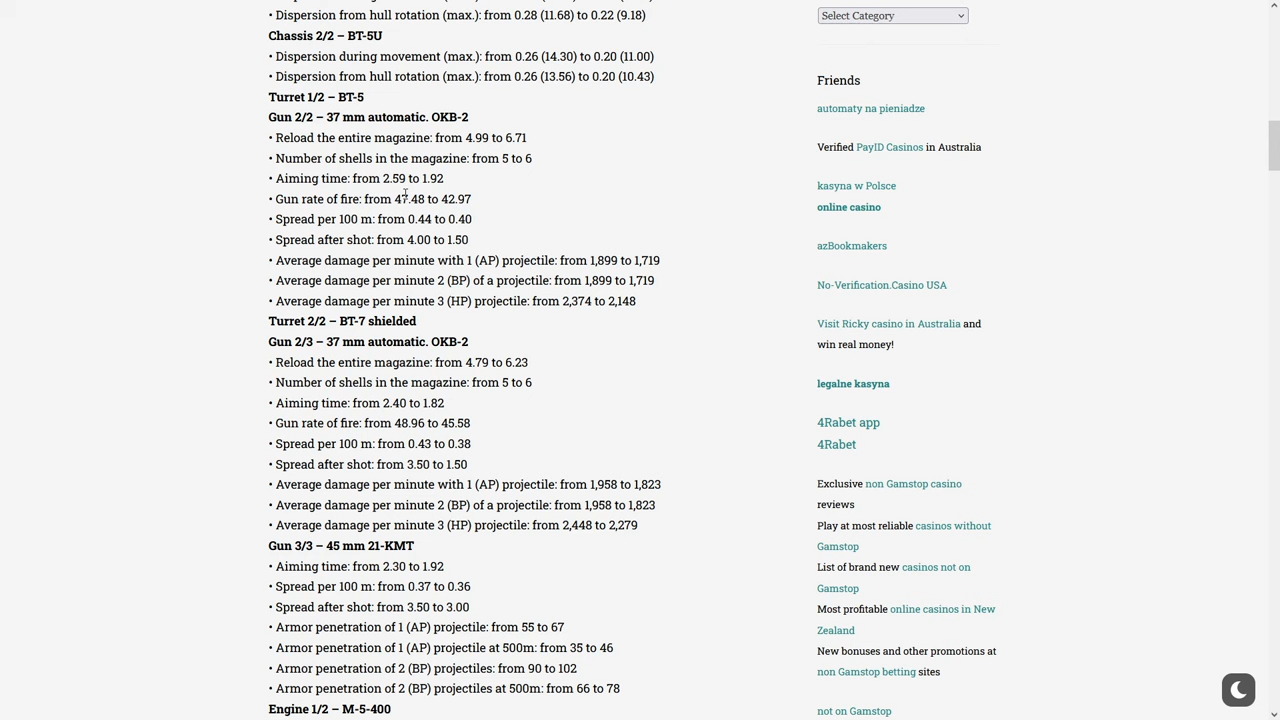 • Dispersion from hull rotation (max.): from 0.28 (11.68) to 0.22 (9.18)
Chassis 2/2 – BT-5U
• Dispersion during movement (max.): from 0.26 (14.30) to 0.20 (11.00)
• Dispersion from hull rotation (max.): from 0.26 (13.56) to 0.20 (10.43)
Turret 1/2 – BT-5
Gun 2/2 – 37 mm automatic. OKB-2
• Reload the entire magazine: from 4.99 to 6.71
• Number of shells in the magazine: from 5 to 6
• Aiming time: from 2.59 to 1.92
• Gun rate of fire: from 47.48 to 42.97
• Spread per 100 m: from 0.44 to 0.40
• Spread after shot: from 4.00 to 1.50
• Average damage per minute with 1 (AP) projectile: from 1,899 to 1,719
• Average damage per minute 2 (BP) of a projectile: from 1,899 to 1,719
• Average damage per minute 3 (HP) projectile: from 2,374 to 2,148
Turret 2/2 – BT-7 shielded
Gun 2/3 – 37 mm automatic. OKB-2
• Reload the entire magazine: from 4.79 to 6.23
• Number of shells in the magazine: from 5 to 6
• Aiming time: from 2.40 to 1.82
• Gun rate of fire: from 48.96 to 45.58
• Spread per 100 m: from 0.43 to 0.38
• Spread after shot: from 3.50 to 1.50
• Average damage per minute with 1 (AP) projectile: from 1,958 to 1,823
• Average damage per minute 2 (BP) of a projectile: from 1,958 to 1,823
• Average damage per minute 3 (HP) projectile: from 2,448 to 2,279
Gun 3/3 – 45 mm 21-KMT
• Aiming time: from 2.30 to 1.92
• Spread per 100 m: from 0.37 to 0.36
• Spread after shot: from 3.50 to 3.00
• Armor penetration of 1 (AP) projectile: from 55 to 67
• Armor penetration of 1 (AP) projectile at 500m: from 35 to 46
• Armor penetration of 2 (BP) projectiles: from 90 to 102
• Armor penetration of 2 (BP) projectiles at 500m: from 66 to 78
Engine 1/2 – M-5-400
Select Category
Friends
automaty na pieniadze
Verified PayID Casinos in Australia
kasyna w Polsce
online casino
azBookmakers
No-Verification.Casino USA
Visit Ricky casino in Australia and
win real money!
legalne kasyna
4Rabet app
4Rabet
Exclusive non Gamstop casino
reviews
Play at most reliable casinos without
Gamstop
List of brand new casinos not on
Gamstop
Most profitable online casinos in New
Zealand
New bonuses and other promotions at
non Gamstop betting sites
not on Gamstop